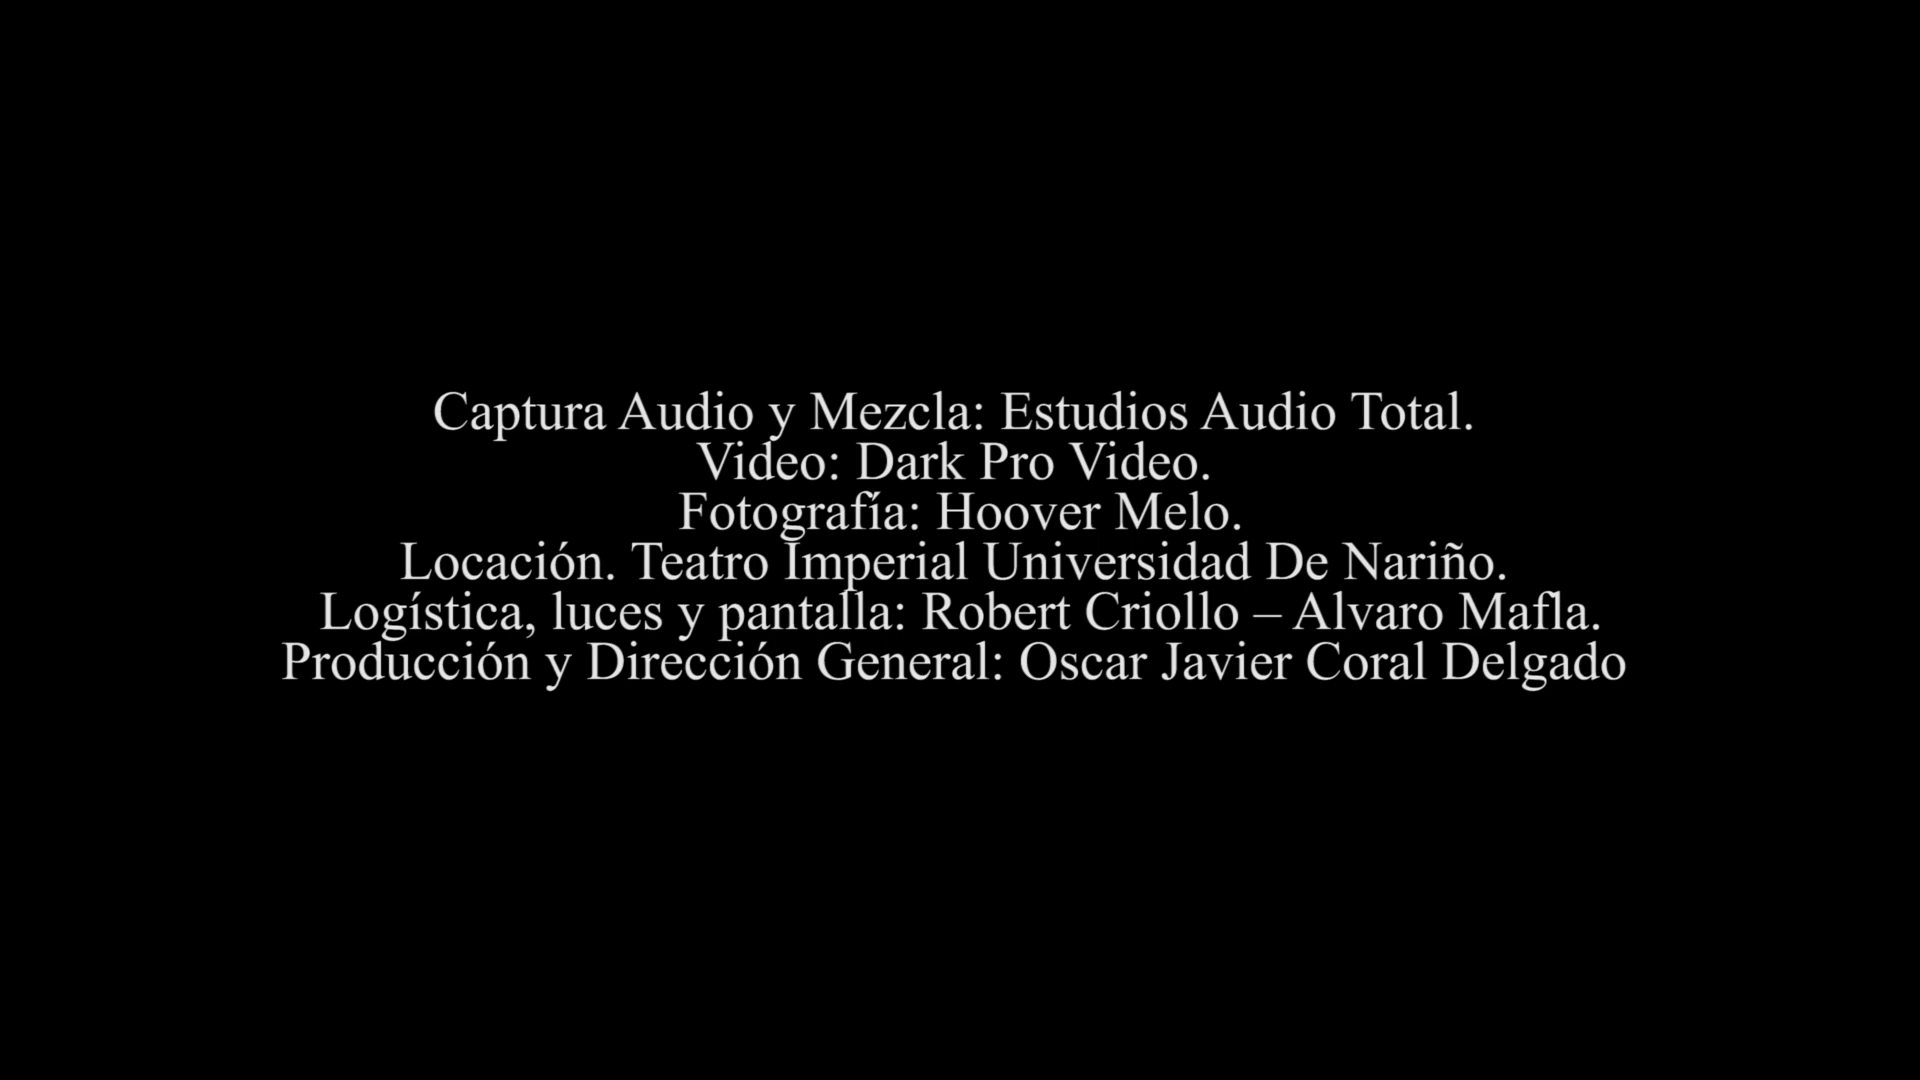 Captura Audio y Mezcla: Estudios Audio Total.
Video: Dark Pro Video.
Fotografía: Hoover Melo.
Locación. Teatro Imperial Universidad De Nariño.
Logística, luces y pantalla: Robert Criollo – Alvaro Mafla.
Producción y Dirección General: Oscar Javier Coral Delgado